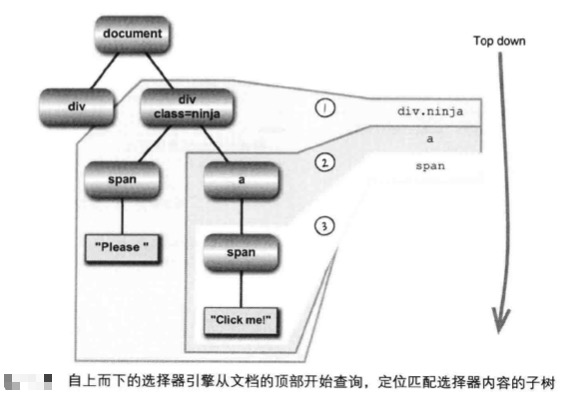 document
Top down
div
div
class=ninja
①
div.ninja
a
②
span
span
a
③
"Please "
span
"Click me!"
自上而下的选择器引擎从文档的顶部开始查询，定位匹配选择器内容的子树